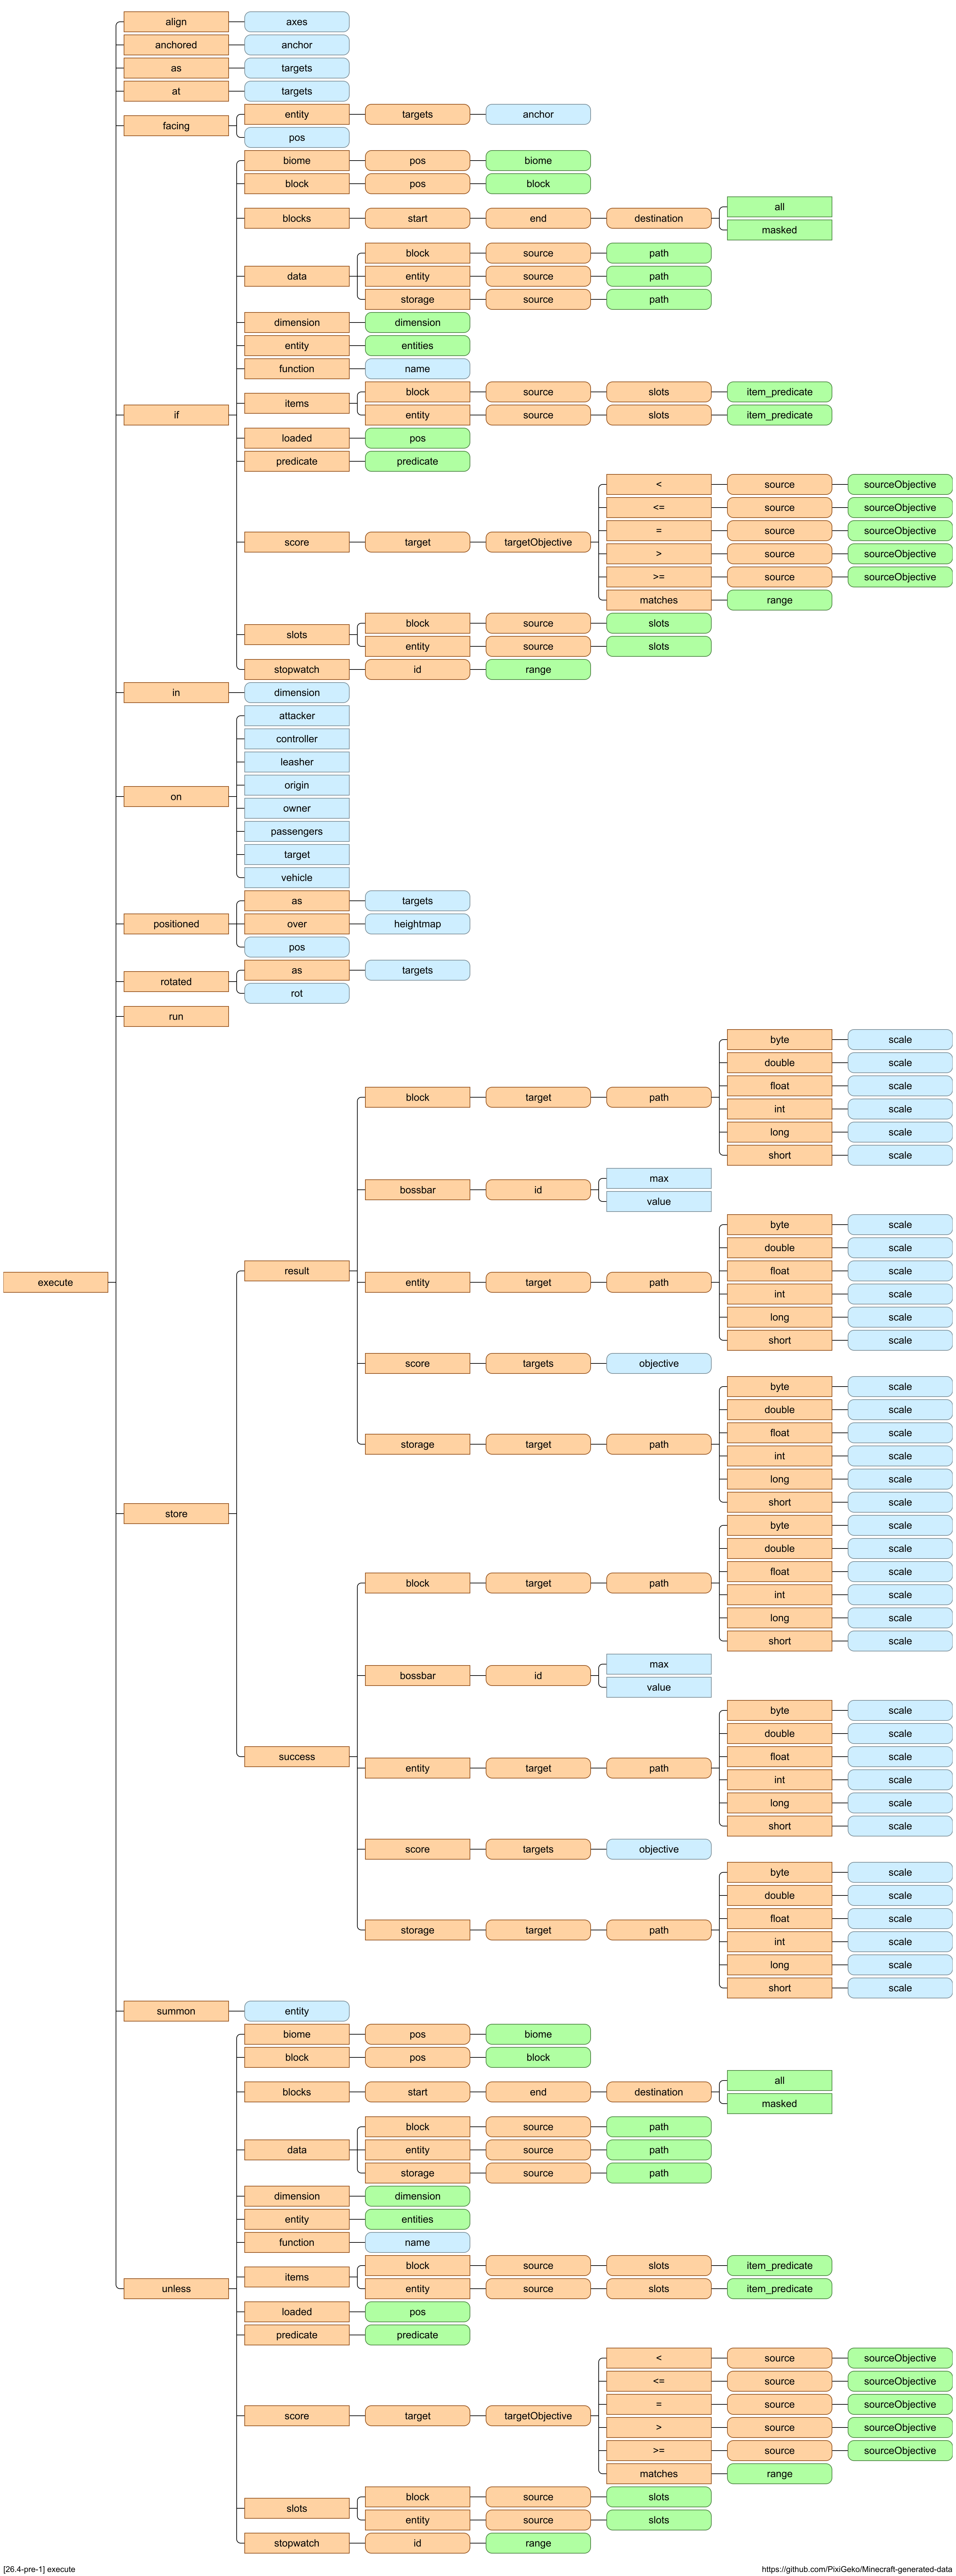 align axes
anchored anchor
as targets
at targets
entity targets anchor
facing
pos
biome pos biome
block pos block
all
blocks start end destination
masked
block source path
data entity source path
storage source path
dimension dimension
entity entities
function name
block source slots item_predicate
items
if entity source slots item_predicate
loaded pos
predicate predicate
< source sourceObjective
<= source sourceObjective
= source sourceObjective
score target targetObjective
> source sourceObjective
>= source sourceObjective
matches range
block source slots
slots
entity source slots
stopwatch id range
in dimension
attacker
controller
leasher
origin
on
owner
passengers
target
vehicle
as targets
positioned over heightmap
pos
as targets
rotated
rot
run
byte scale
double scale
float scale
block target path
int scale
long scale
short scale
max
bossbar id
value
byte scale
double scale
result float scale
execute entity target path
int scale
long scale
short scale
score targets objective
byte scale
double scale
float scale
storage target path
int scale
long scale
short scale
store
byte scale
double scale
float scale
block target path
int scale
long scale
short scale
max
bossbar id
value
byte scale
double scale
success float scale
entity target path
int scale
long scale
short scale
score targets objective
byte scale
double scale
float scale
storage target path
int scale
long scale
short scale
summon entity
biome pos biome
block pos block
all
blocks start end destination
masked
block source path
data entity source path
storage source path
dimension dimension
entity entities
function name
block source slots item_predicate
items
unless entity source slots item_predicate
loaded pos
predicate predicate
< source sourceObjective
<= source sourceObjective
= source sourceObjective
score target targetObjective
> source sourceObjective
>= source sourceObjective
matches range
block source slots
slots
entity source slots
stopwatch id range
[26.4-pre-1] execute https://github.com/PixiGeko/Minecraft-generated-data